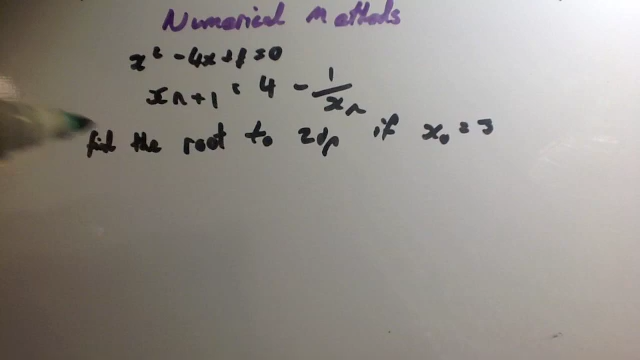 Numerical Methods
x² - 4x + 1 = 0
xₙ₊₁ = 4 - 1/xₙ
find the root to 2dp if x₀ = 3